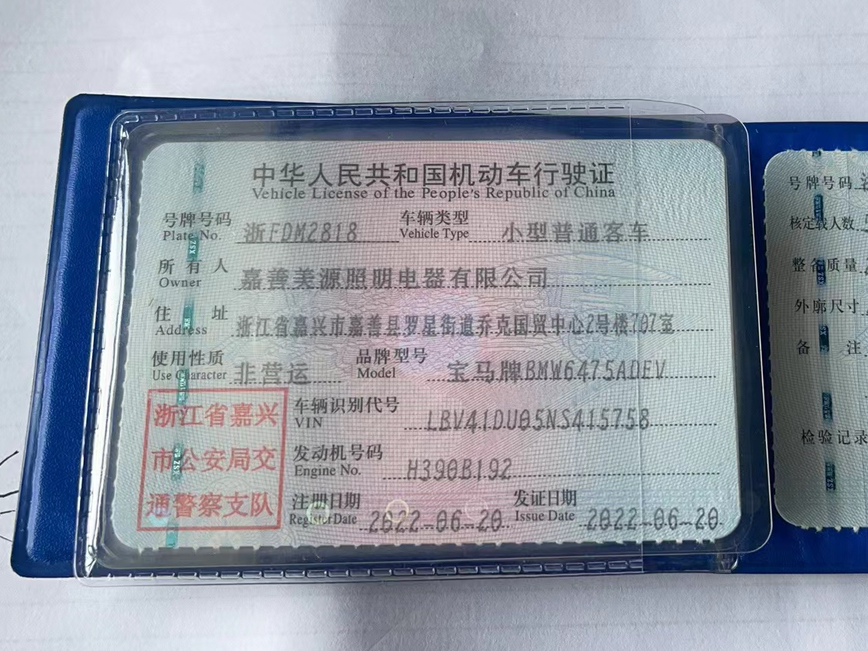 中华人民共和国机动车行驶证
Vehicle License of the People's Republic of China
号牌号码 浙FDM2818 车辆类型 小型普通客车
Plate No. Vehicle Type
所有人 嘉善美源照明电器有限公司
Owner
住址 浙江省嘉兴市嘉善县罗星街道乔克国贸中心2号楼707室
Address
使用性质 非营运 品牌型号 宝马牌BMW6475ADEV
Use Character Model
浙江省嘉兴
市公安局交
通警察支队
车辆识别代号 LBV41DU05NS415758
VIN
发动机号码 H390B192
Engine No.
注册日期 2022-06-20 发证日期 2022-06-20
Register Date Issue Date
号牌号码
核定载人数
整备质量
外廓尺寸
备注
检验记录